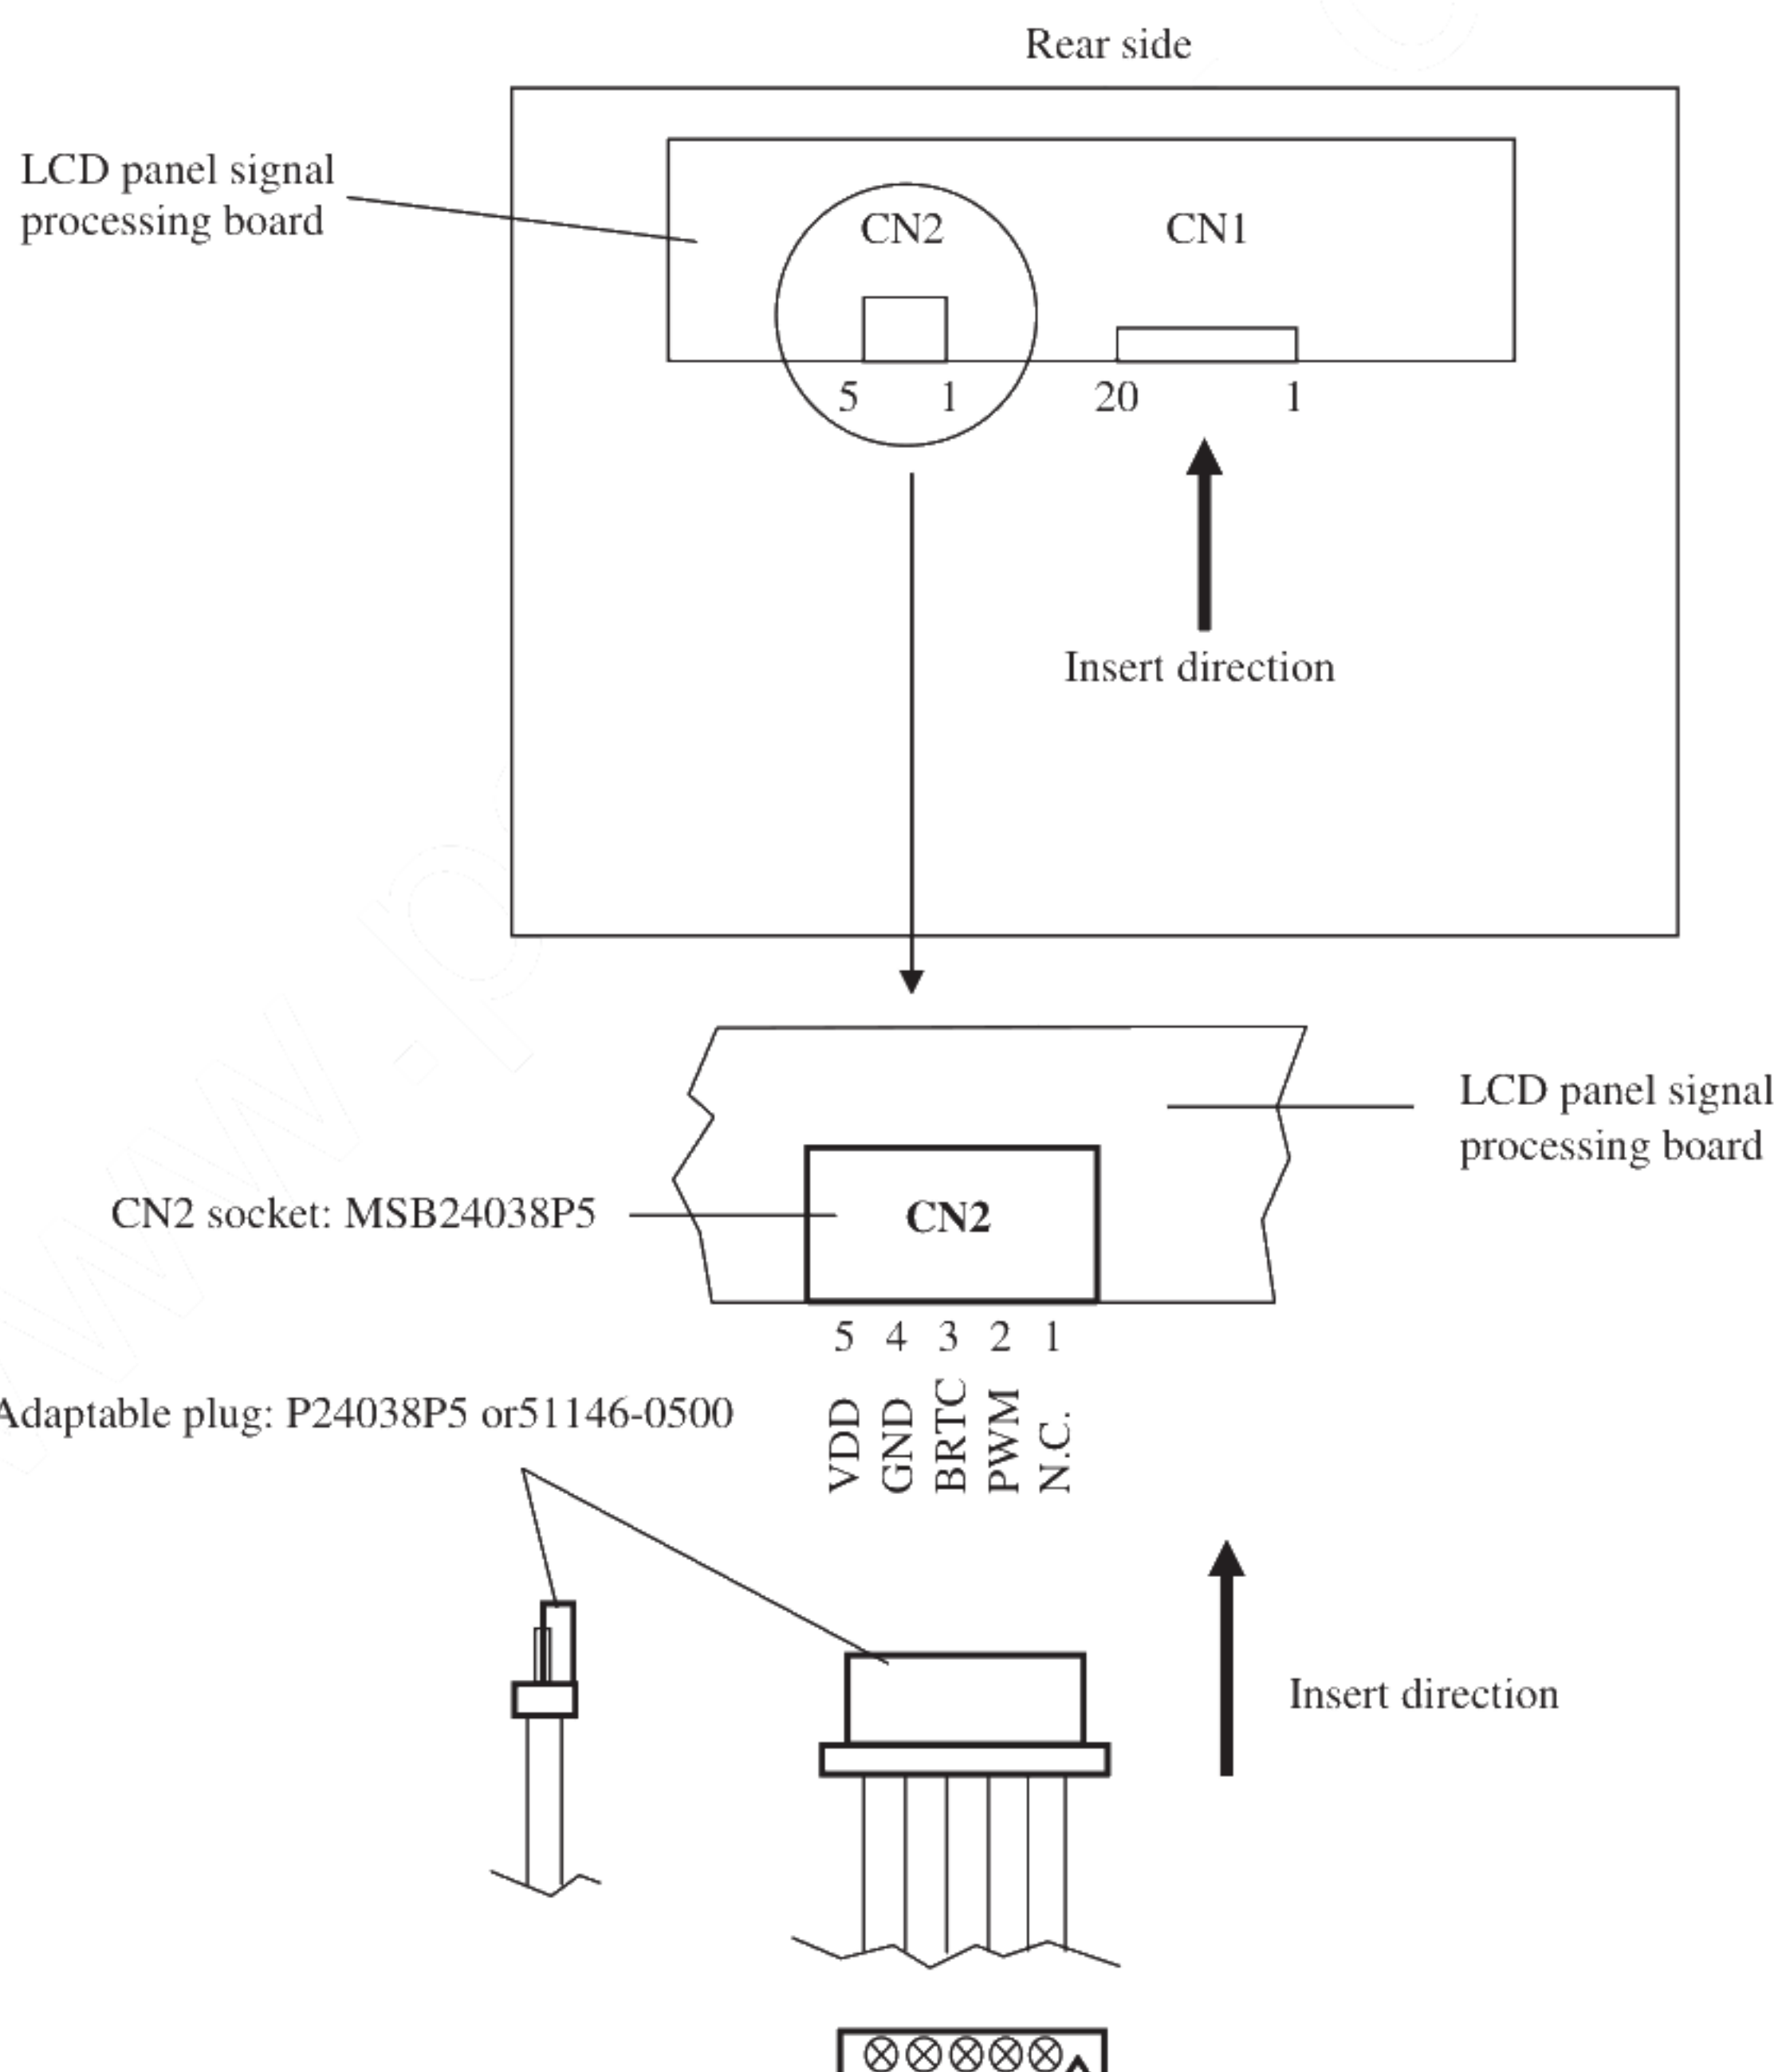 Rear side
LCD panel signal
processing board
CN2
CN1
5 1
20 1
Insert direction
LCD panel signal
processing board
CN2 socket: MSB24038P5
CN2
5 4 3 2 1
VDD
GND
BRTC
PWM
N.C.
Adaptable plug: P24038P5 or51146-0500
Insert direction